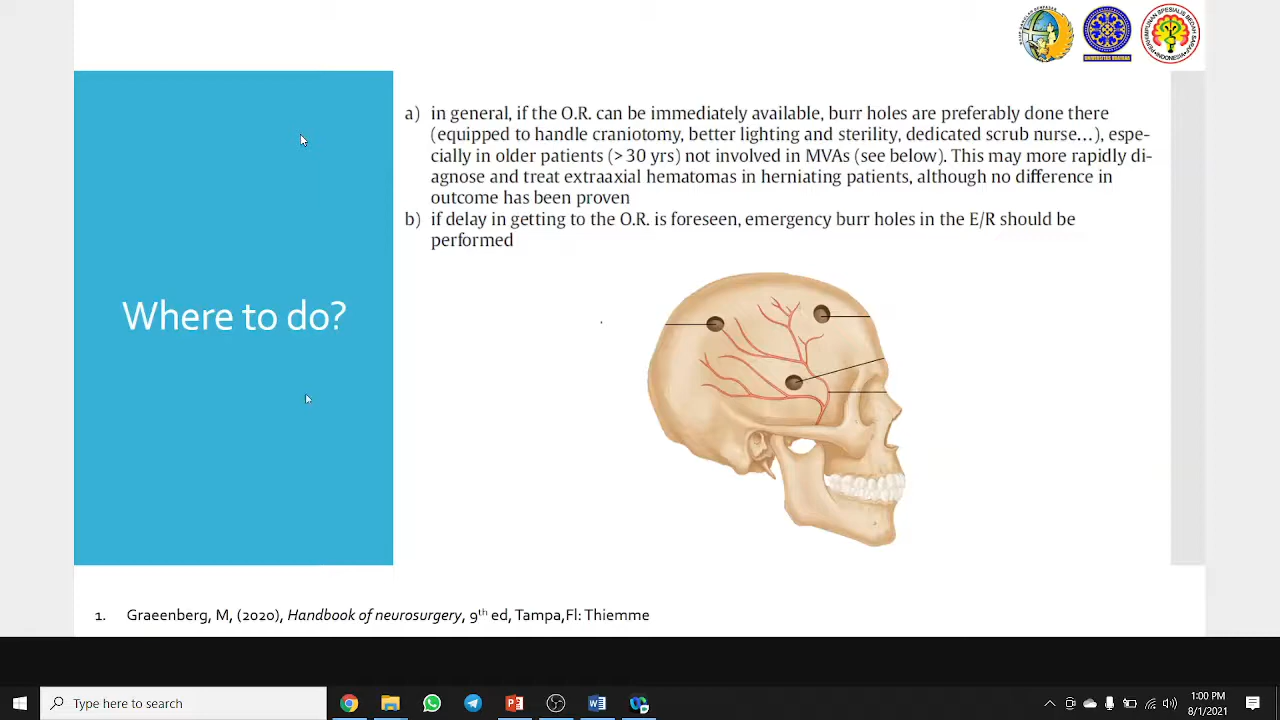 a) in general, if the O.R. can be immediately available, burr holes are preferably done there
(equipped to handle craniotomy, better lighting and sterility, dedicated scrub nurse…), espe-
cially in older patients (> 30 yrs) not involved in MVAs (see below). This may more rapidly di-
agnose and treat extraaxial hematomas in herniating patients, although no difference in
outcome has been proven
b) if delay in getting to the O.R. is foreseen, emergency burr holes in the E/R should be
performed
Where to do?
1. Graeenberg, M, (2020), Handbook of neurosurgery, 9th ed, Tampa,Fl: Thiemme
Type here to search
1:00 PM
8/1/2021